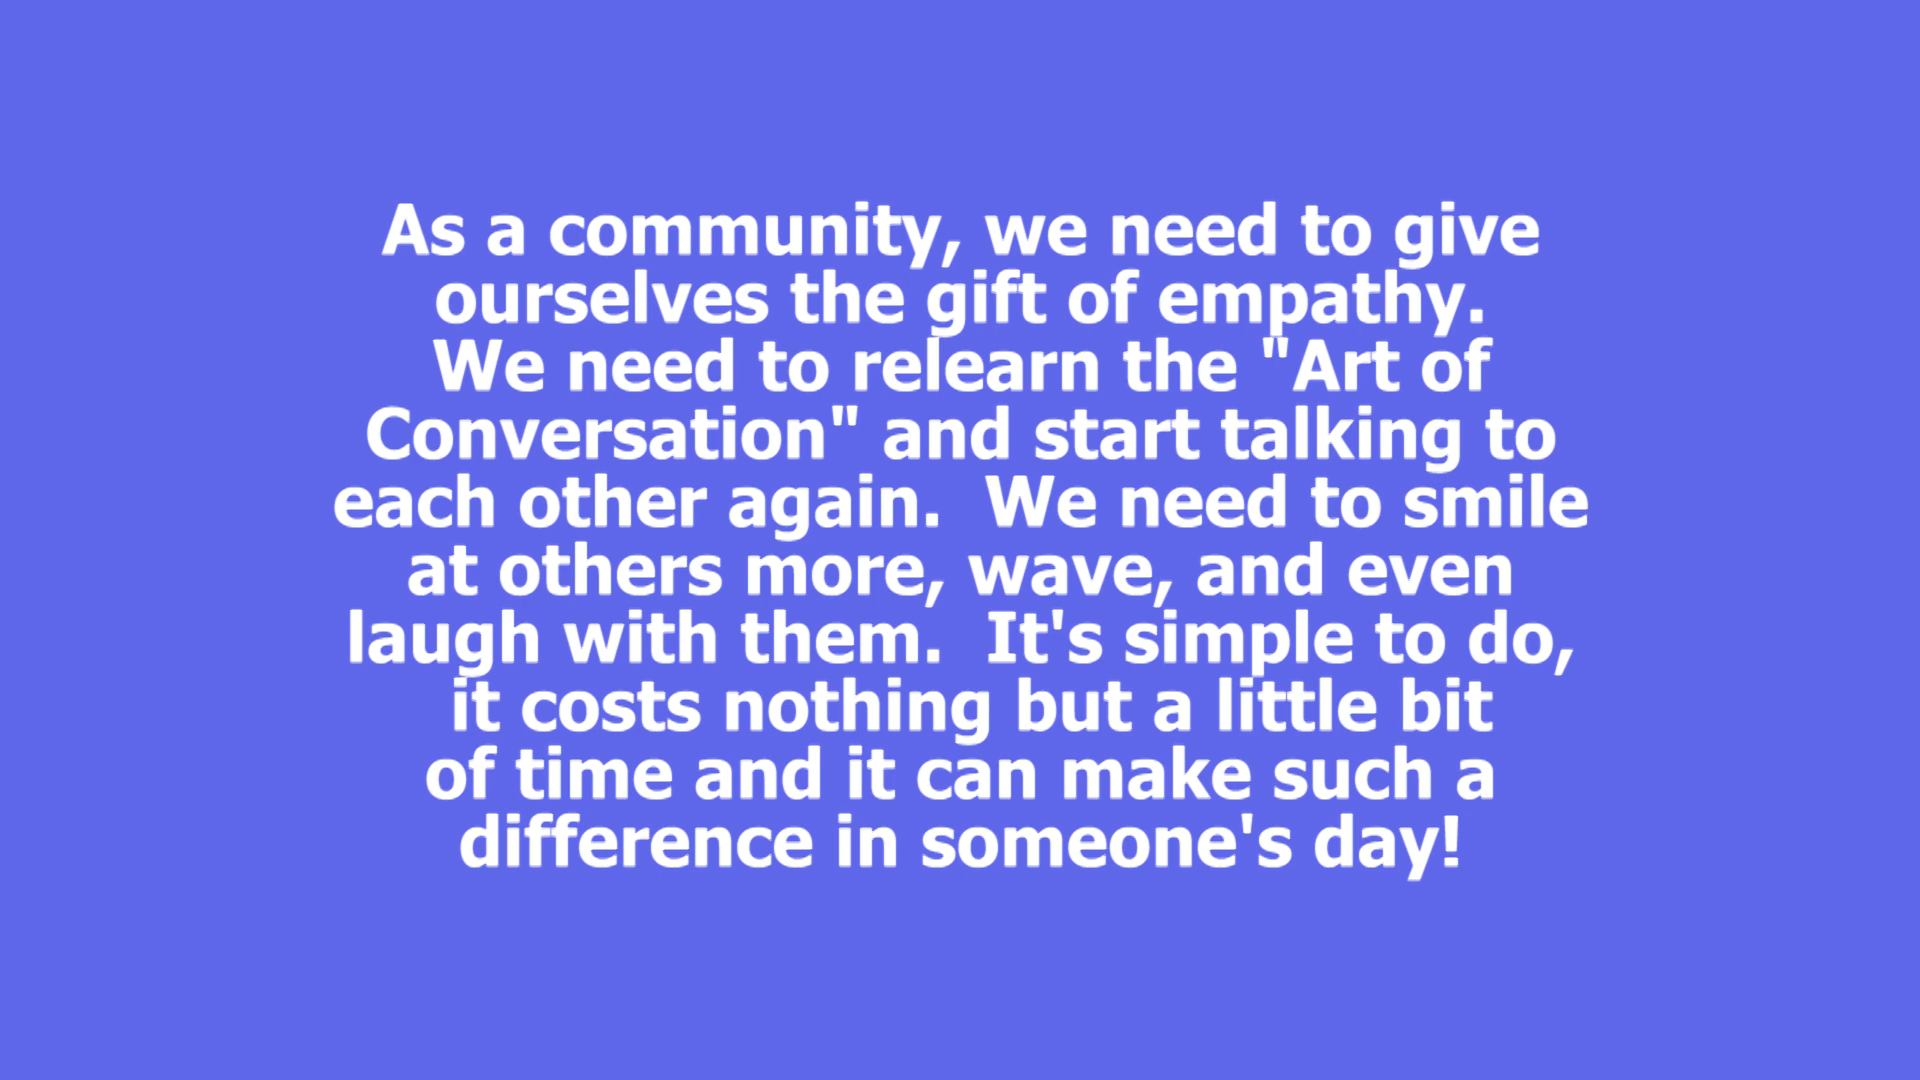 As a community, we need to give
ourselves the gift of empathy.
We need to relearn the "Art of
Conversation" and start talking to
each other again.  We need to smile
at others more, wave, and even
laugh with them.  It's simple to do,
it costs nothing but a little bit
of time and it can make such a
difference in someone's day!